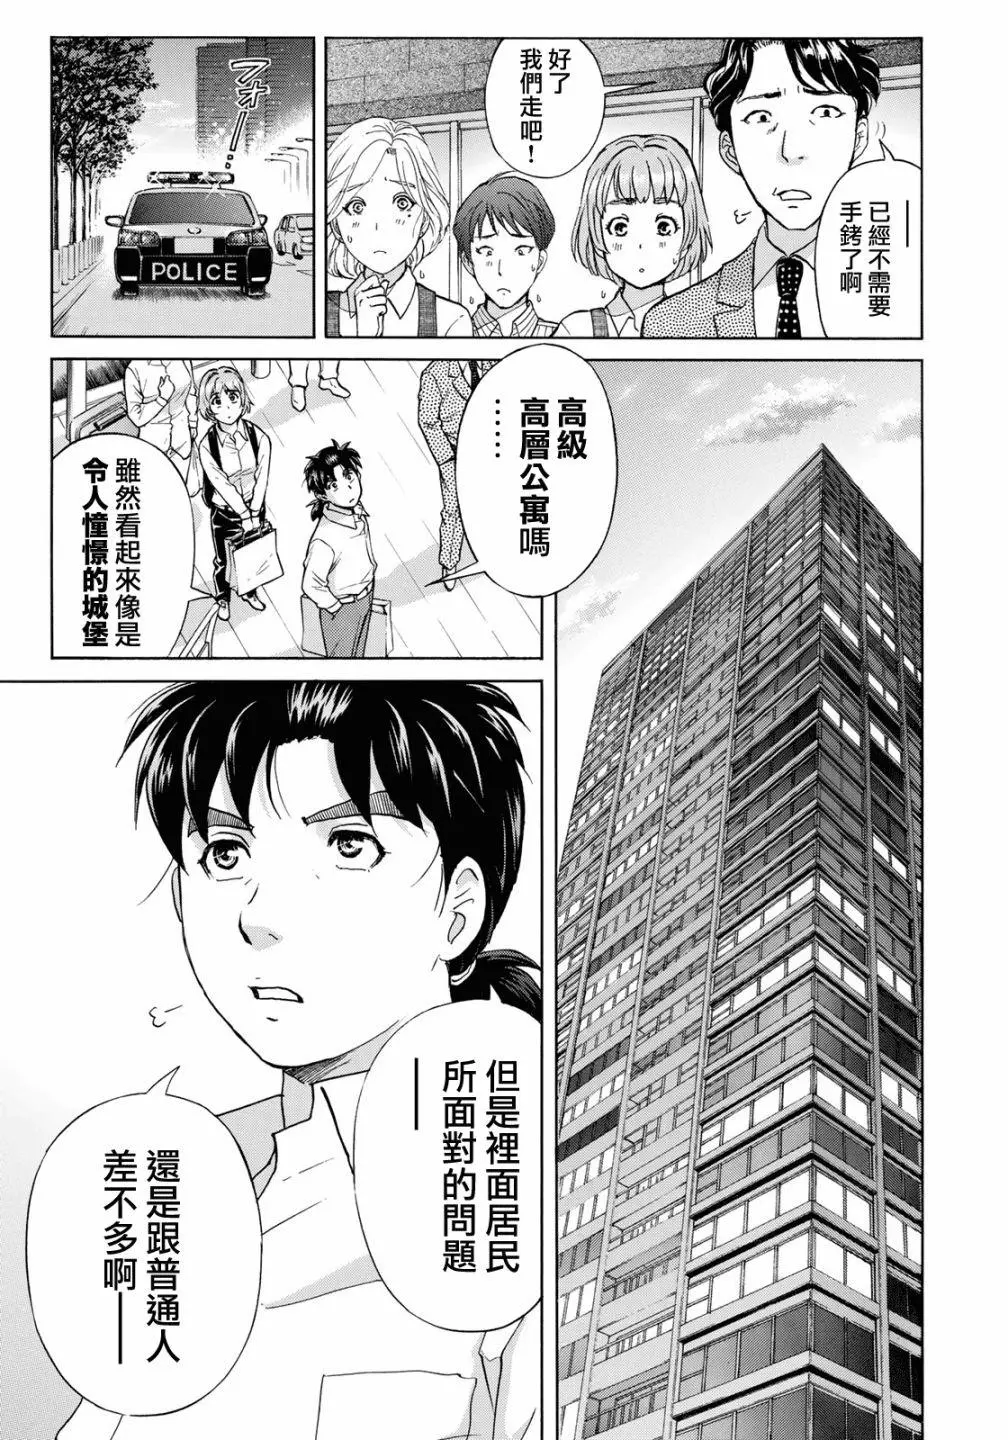 ——
已經不需要
手銬了啊
好了
我們走吧！
フォー
POLICE
高級
高層公寓嗎
……
雖然看起來像是
令人憧憬的城堡
但是裡面居民
所面對的問題
——
還是跟普通人
差不多啊——